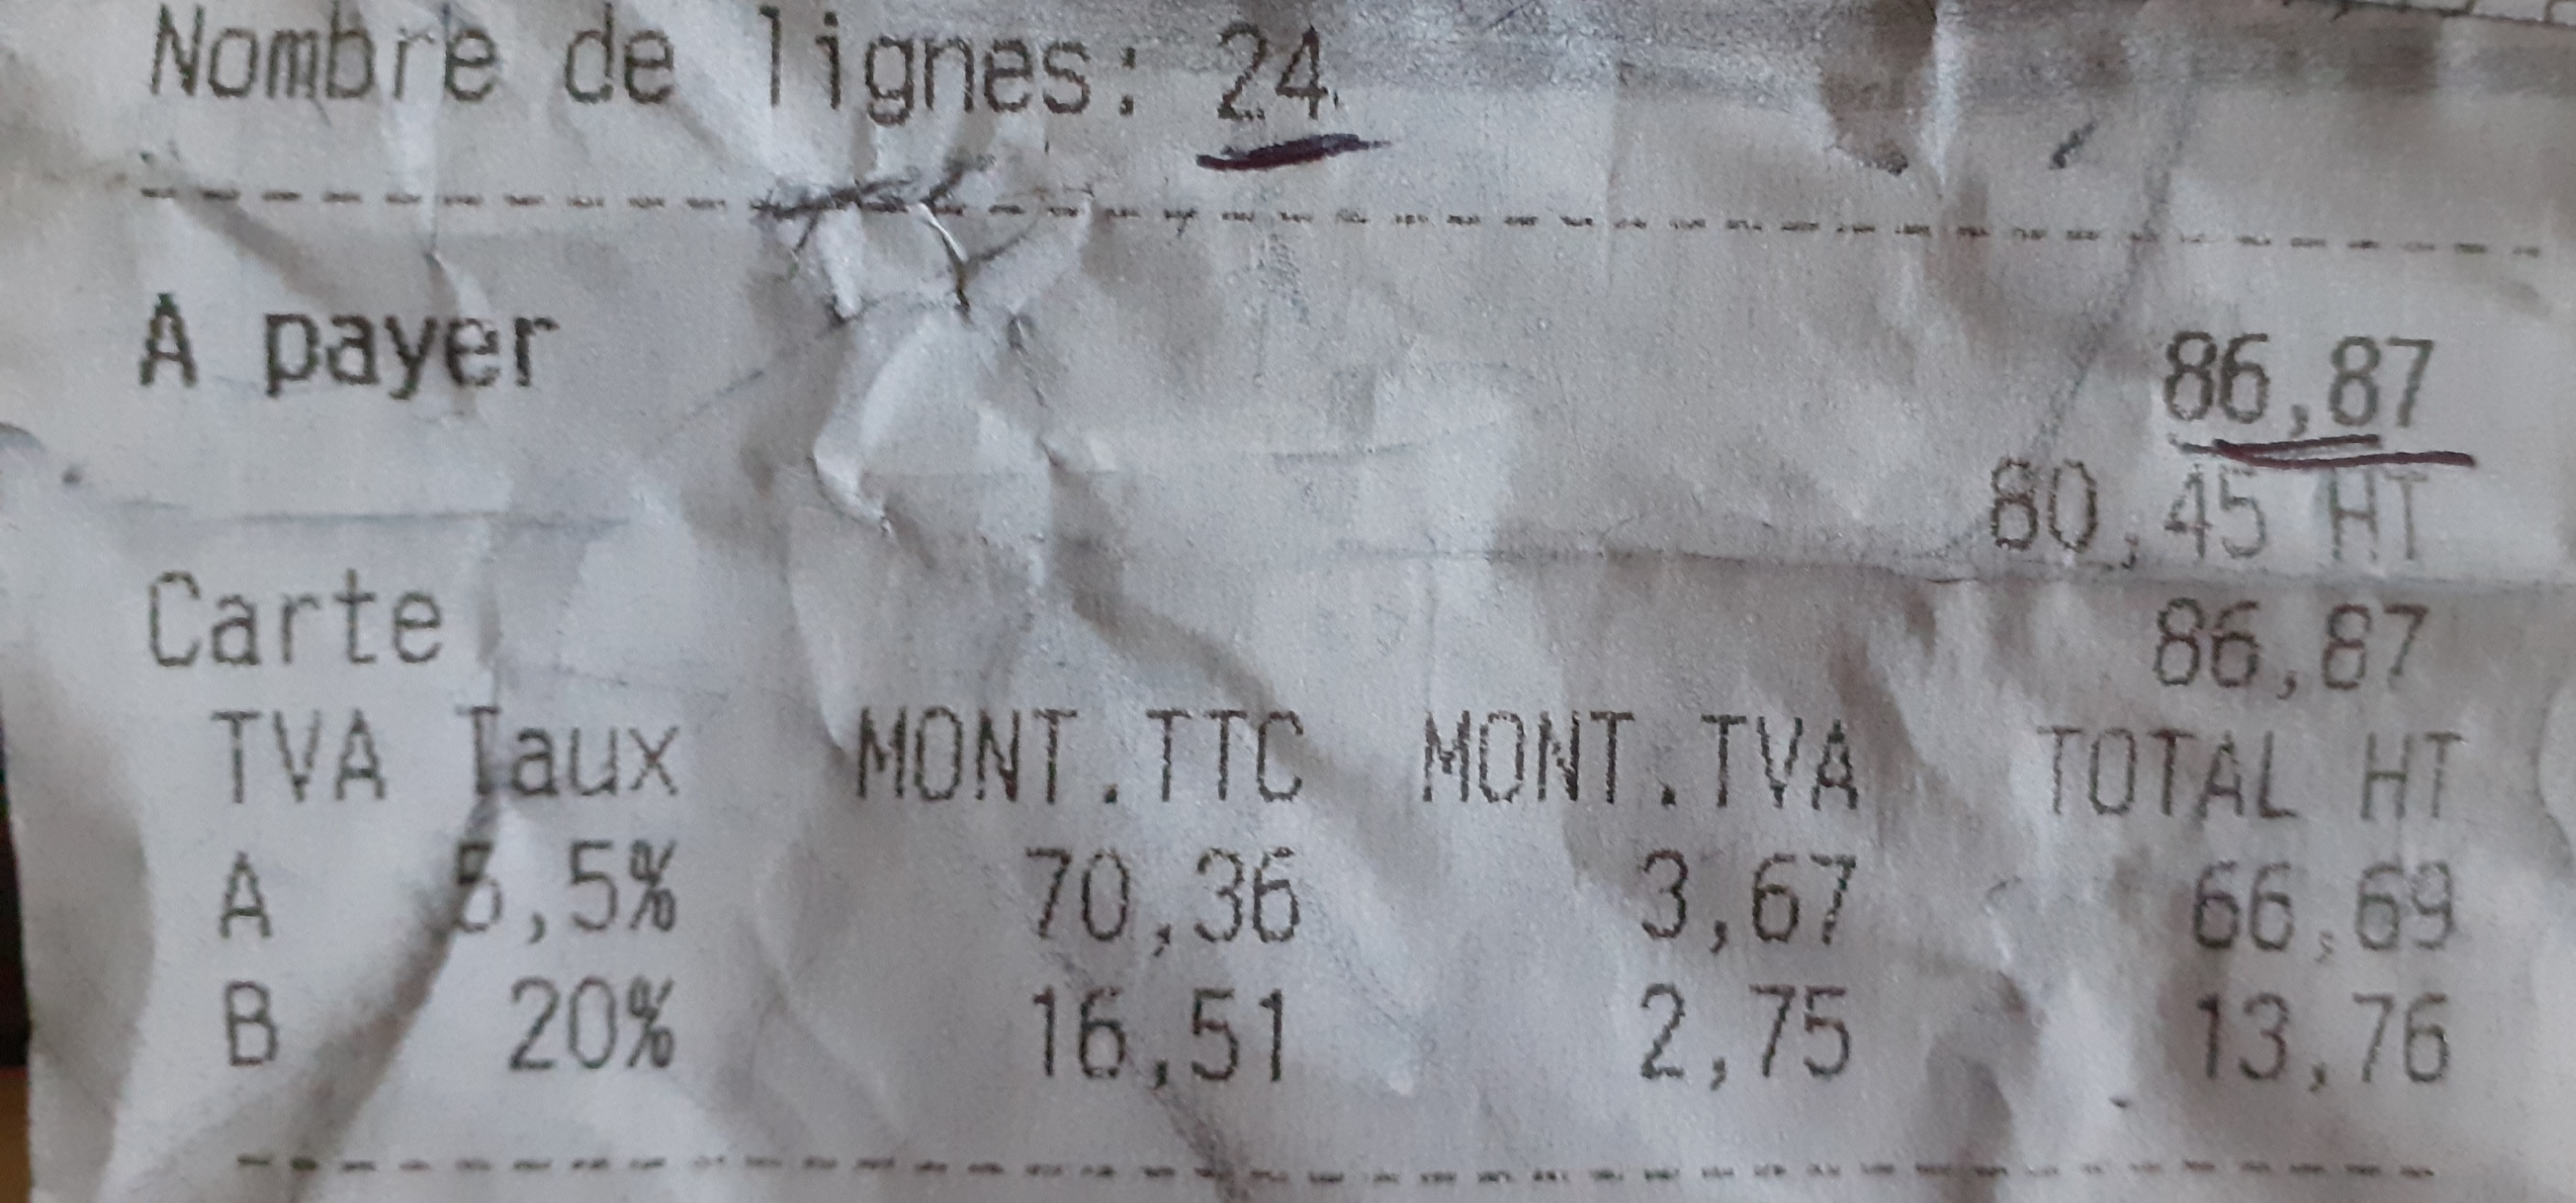 Nombre de lignes: 24
A payer 86,87
80,45 HT
Carte 86,87
TVA Taux MONT.TTC MONT.TVA TOTAL HT
A 5,5% 70,36 3,67 66,69
B 20% 16,51 2,75 13,76